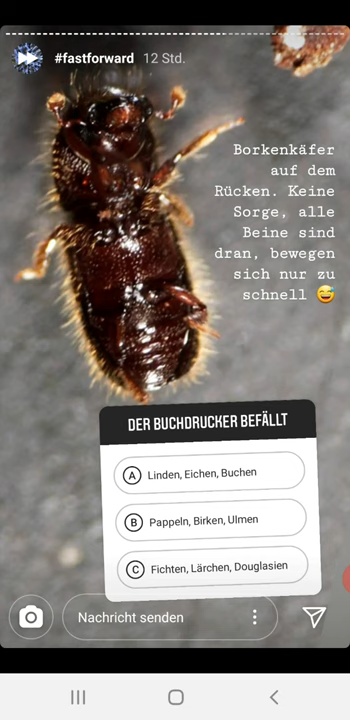 #fastforward 12 Std.
Borkenkäfer
auf dem
Rücken. Keine
Sorge, alle
Beine sind
dran, bewegen
sich nur zu
schnell 😅
DER BUCHDRUCKER BEFÄLLT
A Linden, Eichen, Buchen
B Pappeln, Birken, Ulmen
C Fichten, Lärchen, Douglasien
Nachricht senden